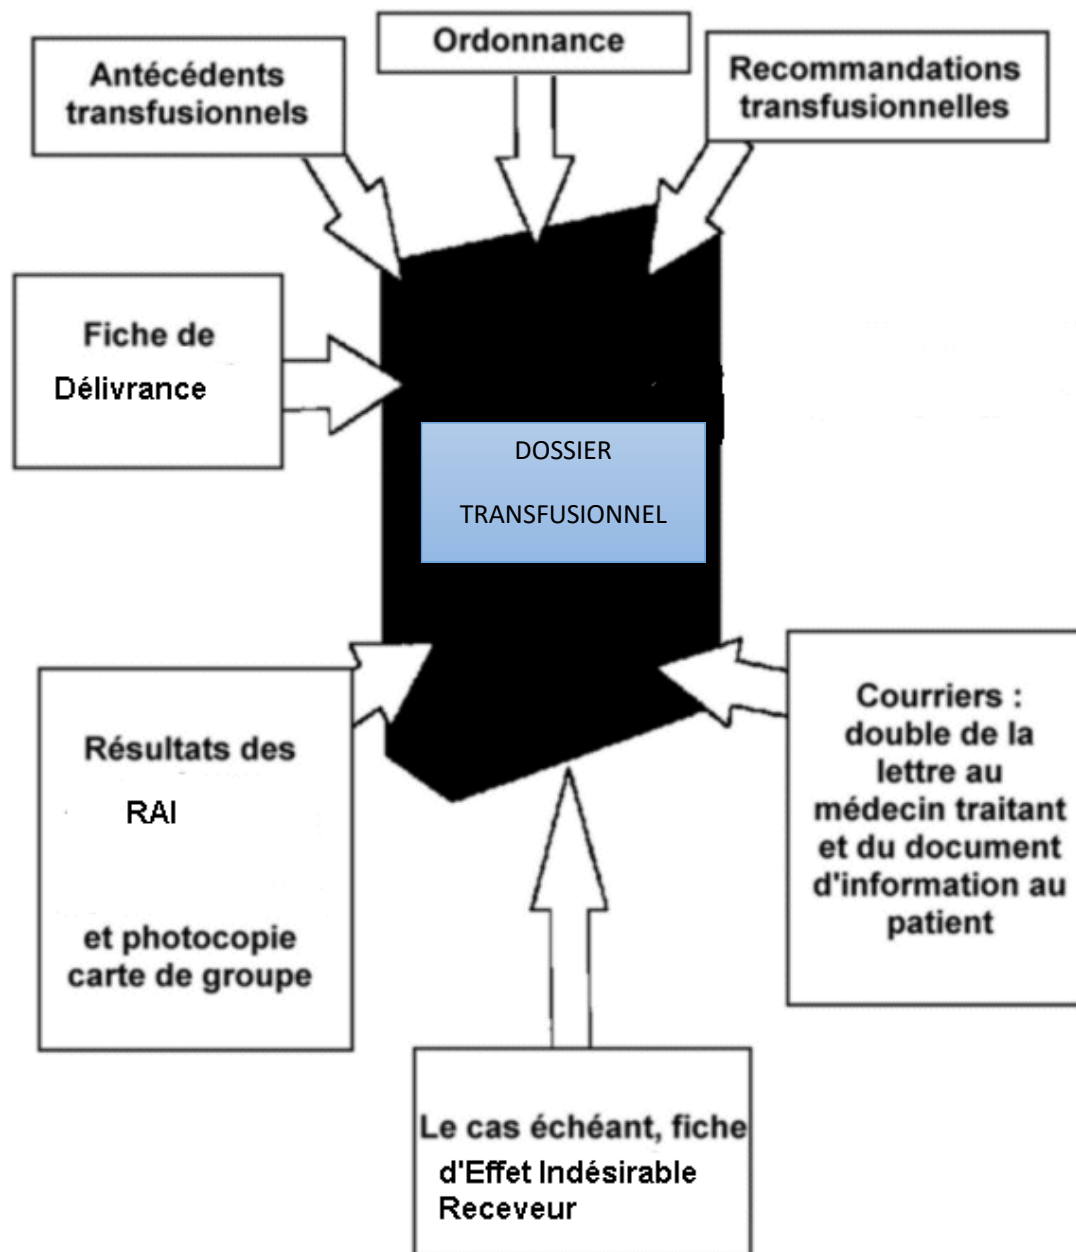 Ordonnance
Antécédents
transfusionnels
Recommandations
transfusionnelles
Fiche de
Délivrance
DOSSIER
TRANSFUSIONNEL
Résultats des
RAI
et photocopie
carte de groupe
Courriers :
double de la
lettre au
médecin traitant
et du document
d'information au
patient
Le cas échéant, fiche
d'Effet Indésirable
Receveur